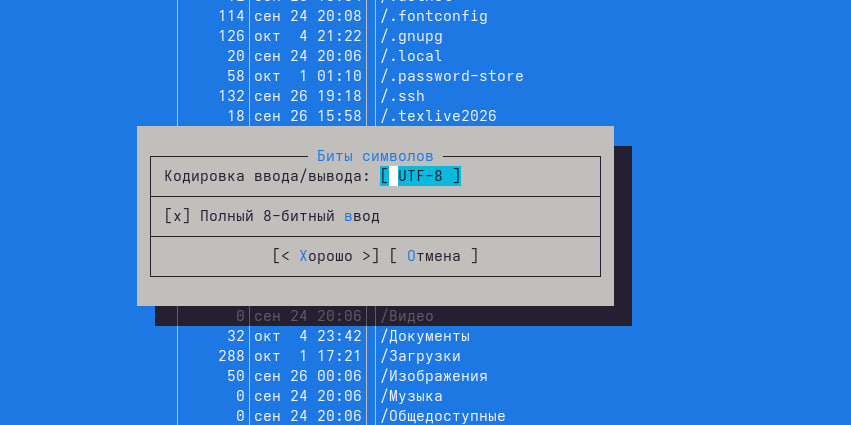 114 сен 24 20:08 /.fontconfig
126 окт 4 21:22 /.gnupg
20 сен 24 20:06 /.local
58 окт 1 01:10 /.password-store
132 сен 26 19:18 /.ssh
18 сен 26 15:58 /.texlive2026
Биты символов
Кодировка ввода/вывода: [ UTF-8 ]
[x] Полный 8-битный ввод
[< Хорошо >] [ Отмена ]
0 сен 24 20:06 /Видео
32 окт 4 23:42 /Документы
288 окт 1 17:21 /Загрузки
50 сен 26 00:06 /Изображения
0 сен 24 20:06 /Музыка
0 сен 24 20:06 /Общедоступные